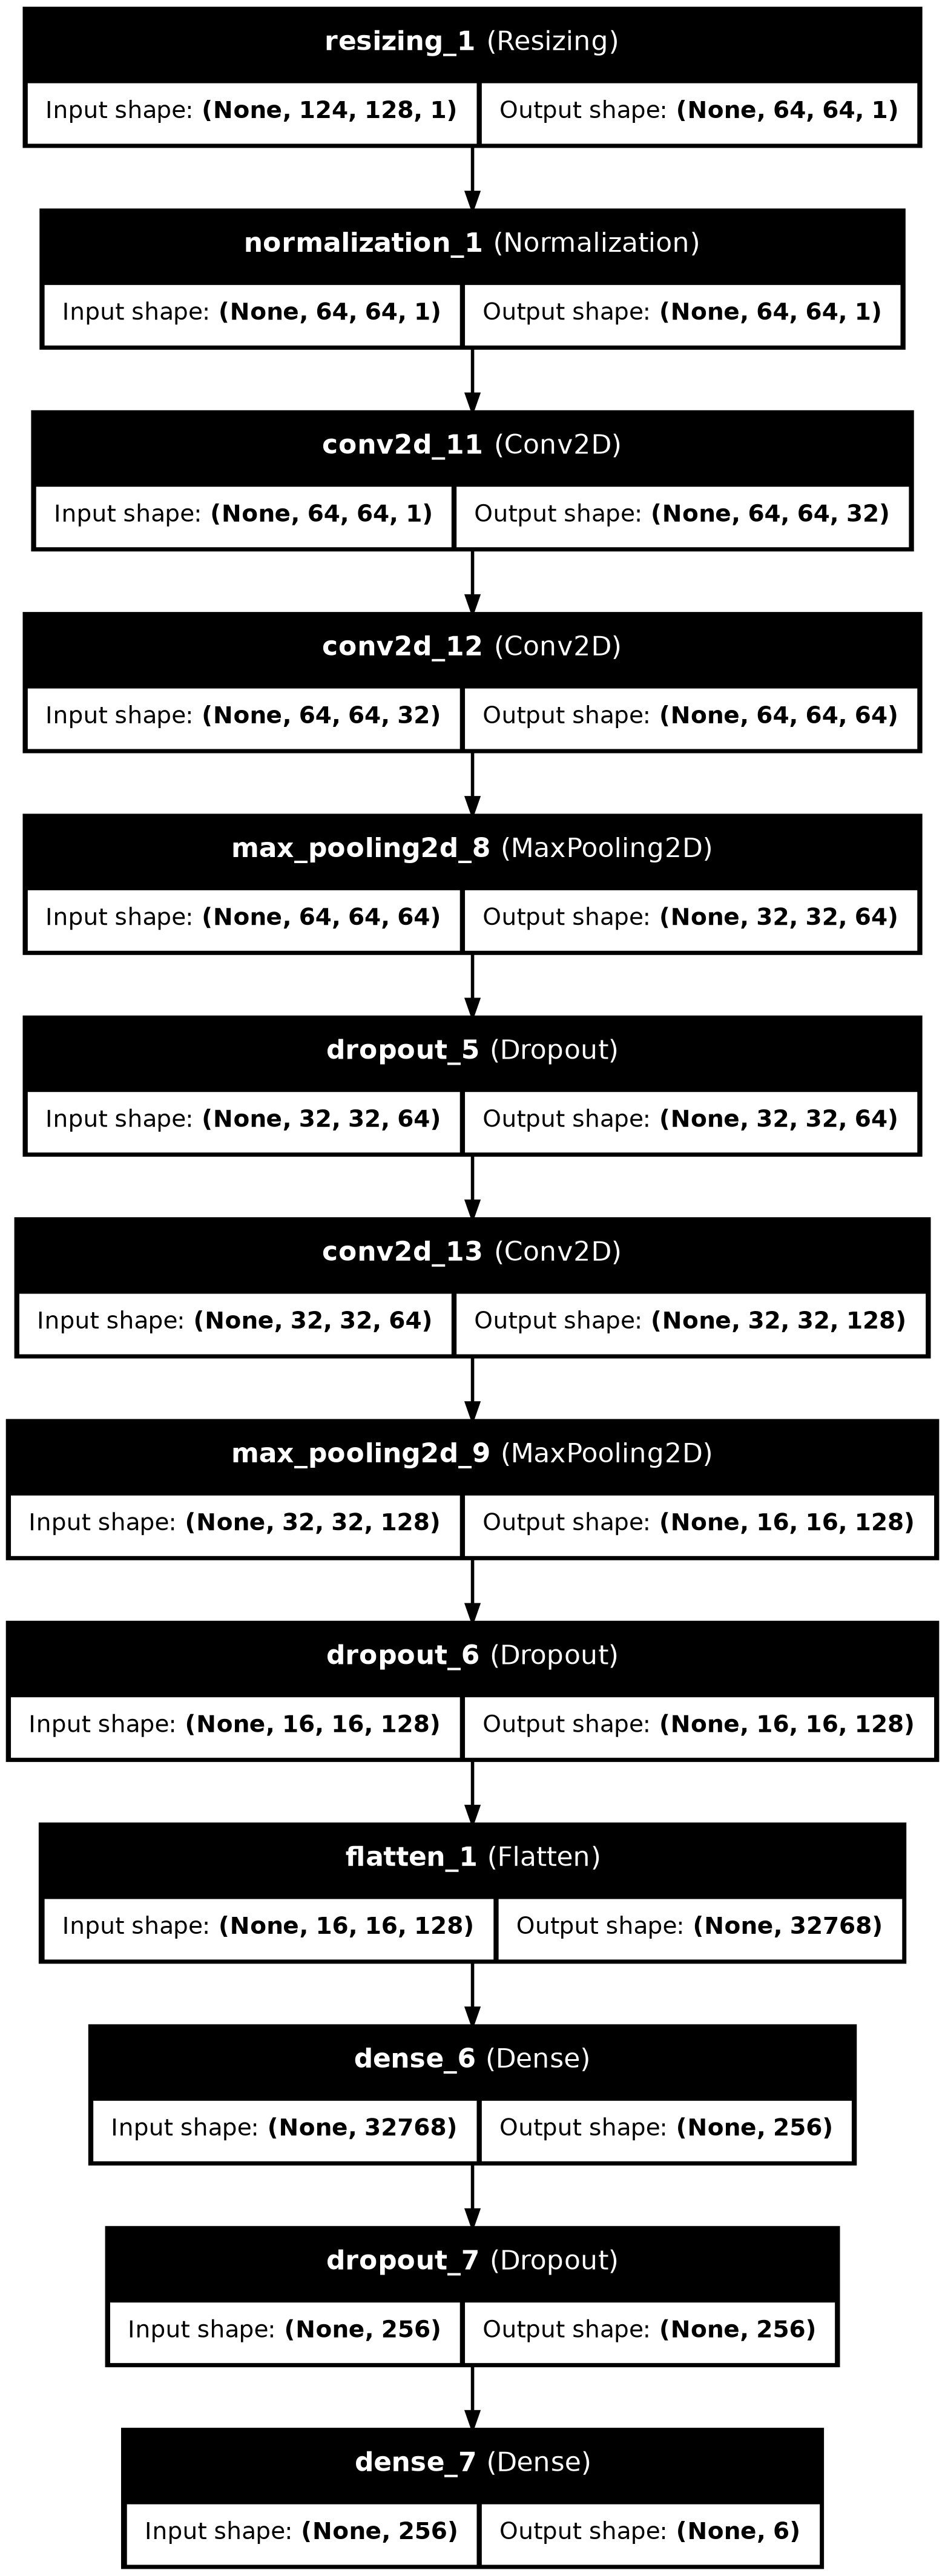 resizing_1 (Resizing)
Input shape: (None, 124, 128, 1) Output shape: (None, 64, 64, 1)
normalization_1 (Normalization)
Input shape: (None, 64, 64, 1) Output shape: (None, 64, 64, 1)
conv2d_11 (Conv2D)
Input shape: (None, 64, 64, 1) Output shape: (None, 64, 64, 32)
conv2d_12 (Conv2D)
Input shape: (None, 64, 64, 32) Output shape: (None, 64, 64, 64)
max_pooling2d_8 (MaxPooling2D)
Input shape: (None, 64, 64, 64) Output shape: (None, 32, 32, 64)
dropout_5 (Dropout)
Input shape: (None, 32, 32, 64) Output shape: (None, 32, 32, 64)
conv2d_13 (Conv2D)
Input shape: (None, 32, 32, 64) Output shape: (None, 32, 32, 128)
max_pooling2d_9 (MaxPooling2D)
Input shape: (None, 32, 32, 128) Output shape: (None, 16, 16, 128)
dropout_6 (Dropout)
Input shape: (None, 16, 16, 128) Output shape: (None, 16, 16, 128)
flatten_1 (Flatten)
Input shape: (None, 16, 16, 128) Output shape: (None, 32768)
dense_6 (Dense)
Input shape: (None, 32768) Output shape: (None, 256)
dropout_7 (Dropout)
Input shape: (None, 256) Output shape: (None, 256)
dense_7 (Dense)
Input shape: (None, 256) Output shape: (None, 6)